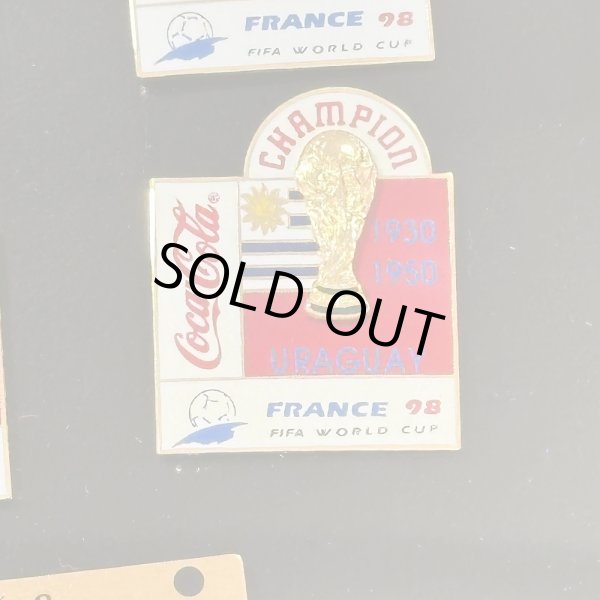 FRANCE 98
FIFA WORLD CUP
CHAMPION
Coca-Cola®
1930
1950
SOLD OUT
URAGUAY
FRANCE 98
FIFA WORLD CUP